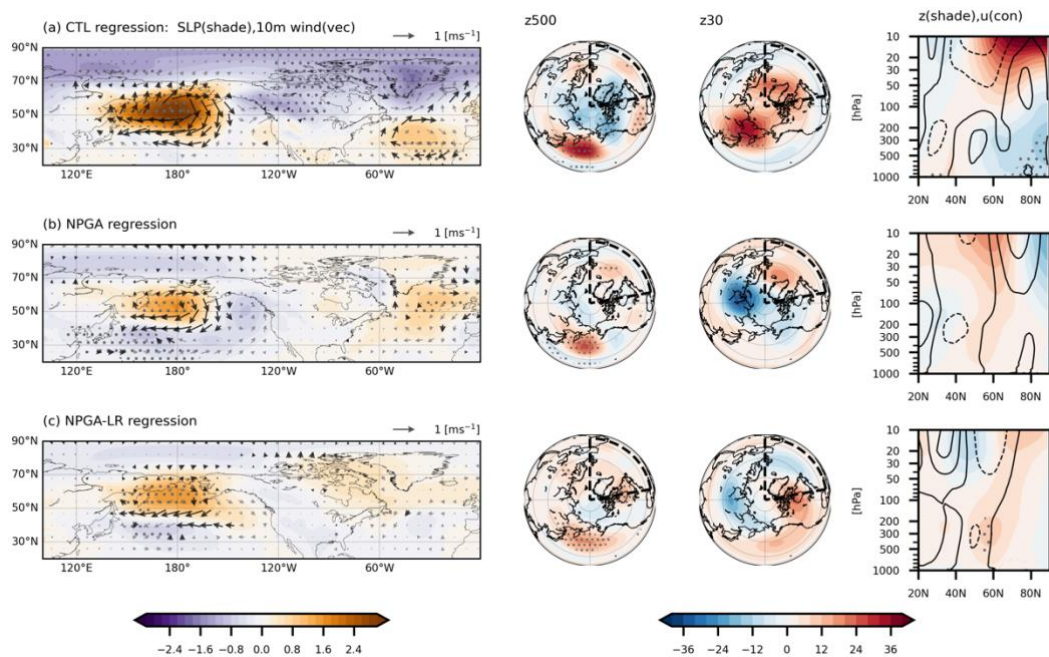 (a) CTL regression: SLP(shade),10m wind(vec)
1 [ms⁻¹]
z500
z30
z(shade),u(con)
90°N
70°N
50°N
30°N
120°E
180°
120°W
60°W
[hPa]
10
20
30
50
100
200
300
500
1000
20N
40N
60N
80N
(b) NPGA regression
1 [ms⁻¹]
90°N
70°N
50°N
30°N
120°E
180°
120°W
60°W
[hPa]
10
20
30
50
100
200
300
500
1000
20N
40N
60N
80N
(c) NPGA-LR regression
1 [ms⁻¹]
90°N
70°N
50°N
30°N
120°E
180°
120°W
60°W
[hPa]
10
20
30
50
100
200
300
500
1000
20N
40N
60N
80N
−2.4 −1.6 −0.8 0.0 0.8 1.6 2.4
−36 −24 −12 0 12 24 36